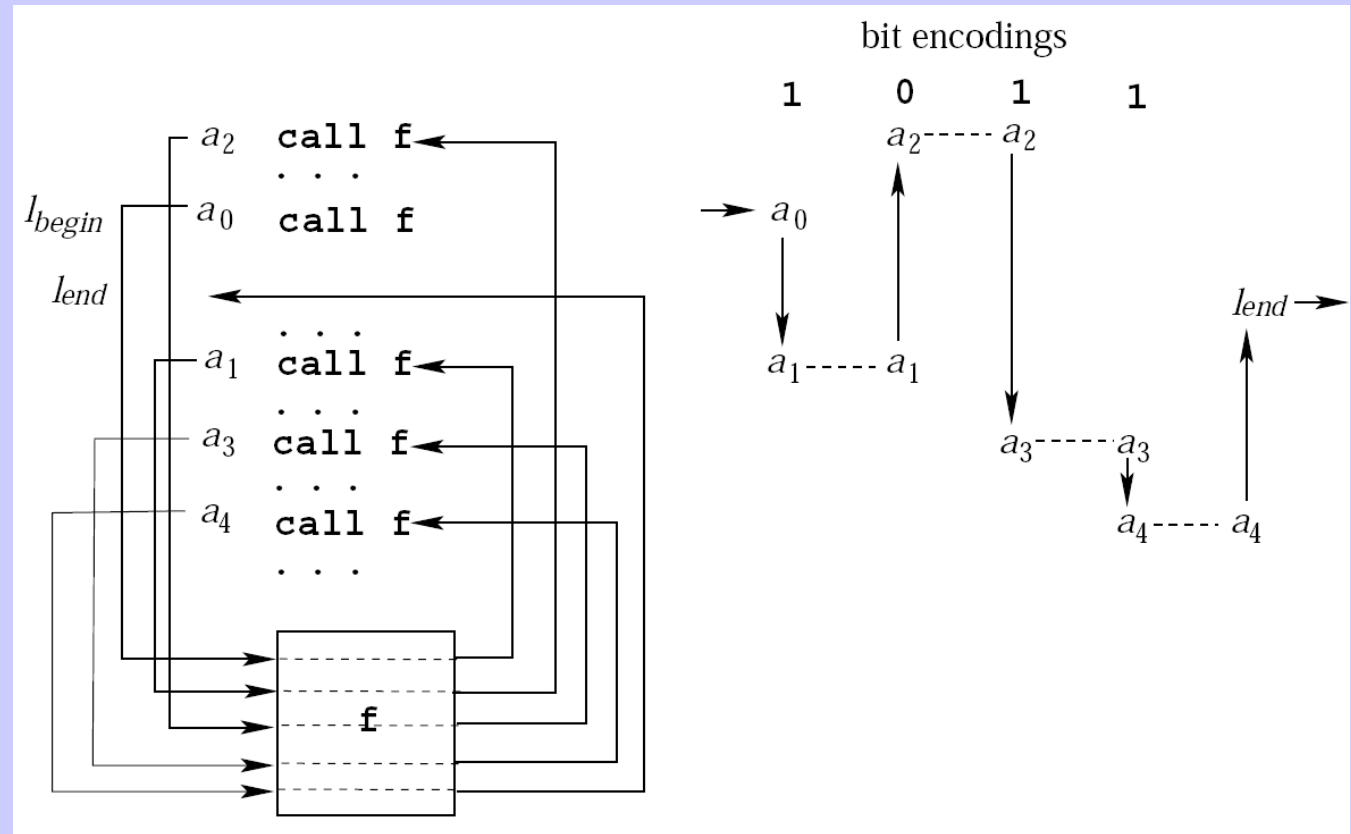 a2 call f
. . .
lbegin a0 call f
lend
. . .
a1 call f
. . .
a3 call f
. . .
a4 call f
. . .
f
bit encodings
1 0 1 1
a2 a2
a0
lend
a1 a1
a3 a3
a4 a4